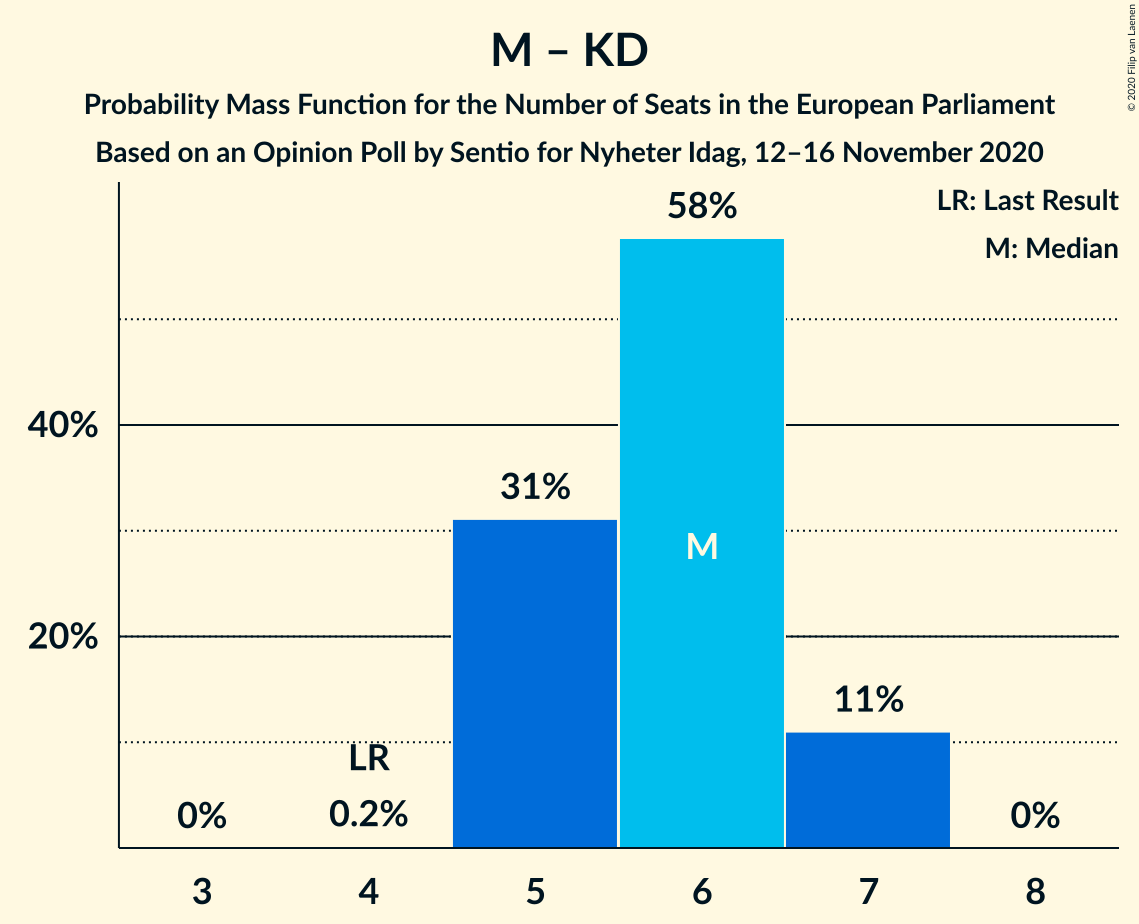 M – KD
Probability Mass Function for the Number of Seats in the European Parliament
Based on an Opinion Poll by Sentio for Nyheter Idag, 12–16 November 2020
© 2020 Filip van Laenen
LR: Last Result
M: Median
58%
40%
31%
M
20%
11%
LR
0%
0.2%
0%
3
4
5
6
7
8